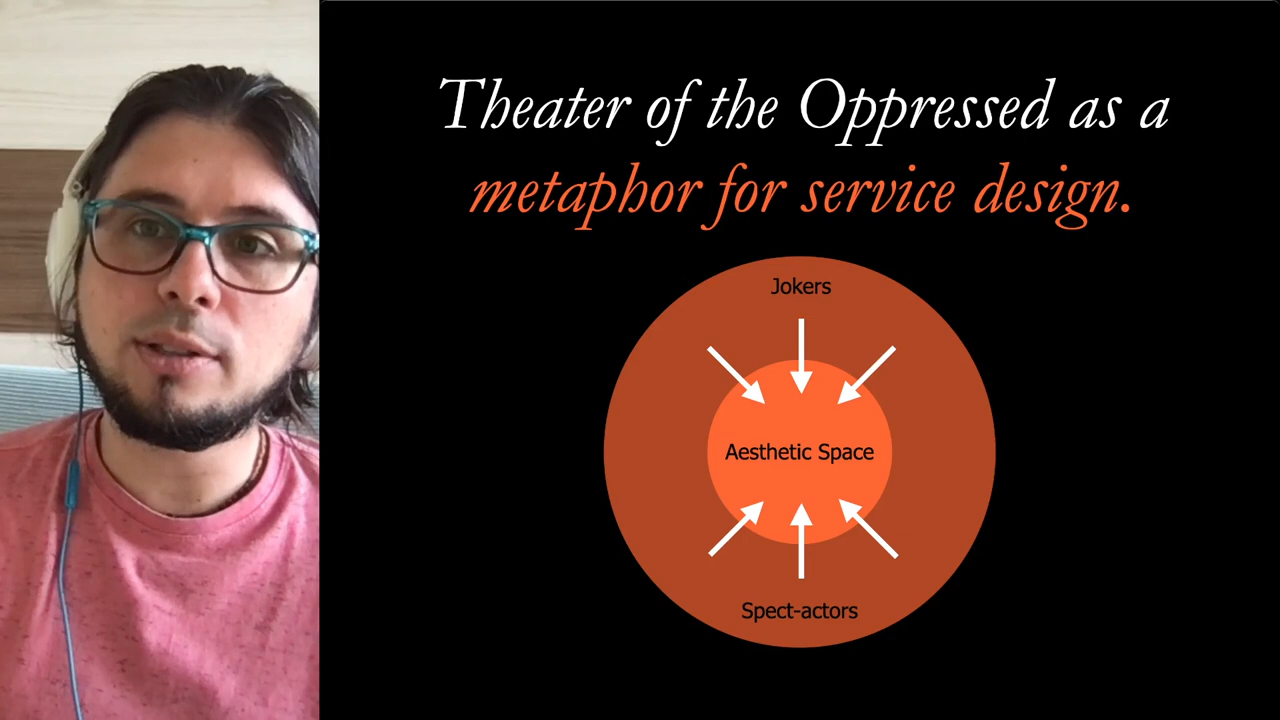 Theater of the Oppressed as a
metaphor for service design.
Jokers
Aesthetic Space
Spect-actors